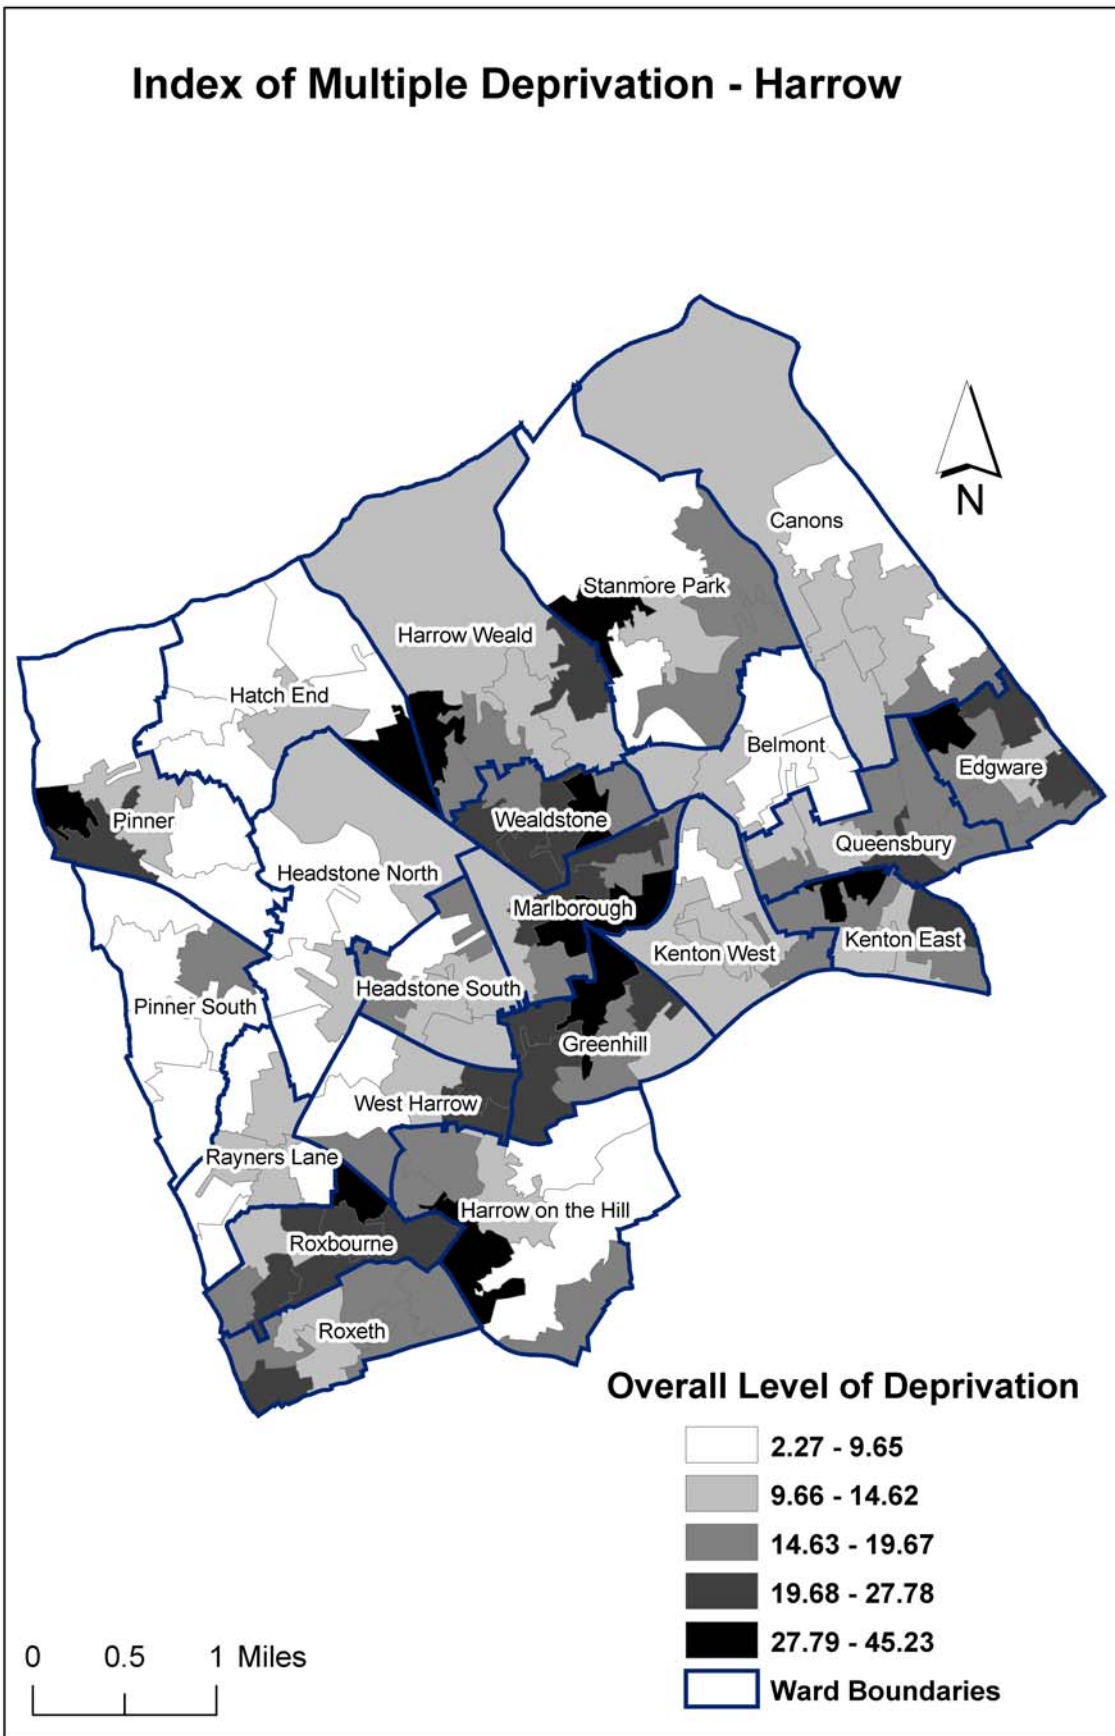 Index of Multiple Deprivation - Harrow
N
Canons
Stanmore Park
Harrow Weald
Hatch End
Belmont
Edgware
Wealdstone
Pinner
Queensbury
Headstone North
Marlborough
Kenton East
Kenton West
Headstone South
Pinner South
Greenhill
West Harrow
Rayners Lane
Harrow on the Hill
Roxbourne
Roxeth
Overall Level of Deprivation
2.27 - 9.65
9.66 - 14.62
14.63 - 19.67
19.68 - 27.78
27.79 - 45.23
Ward Boundaries
0 0.5 1 Miles